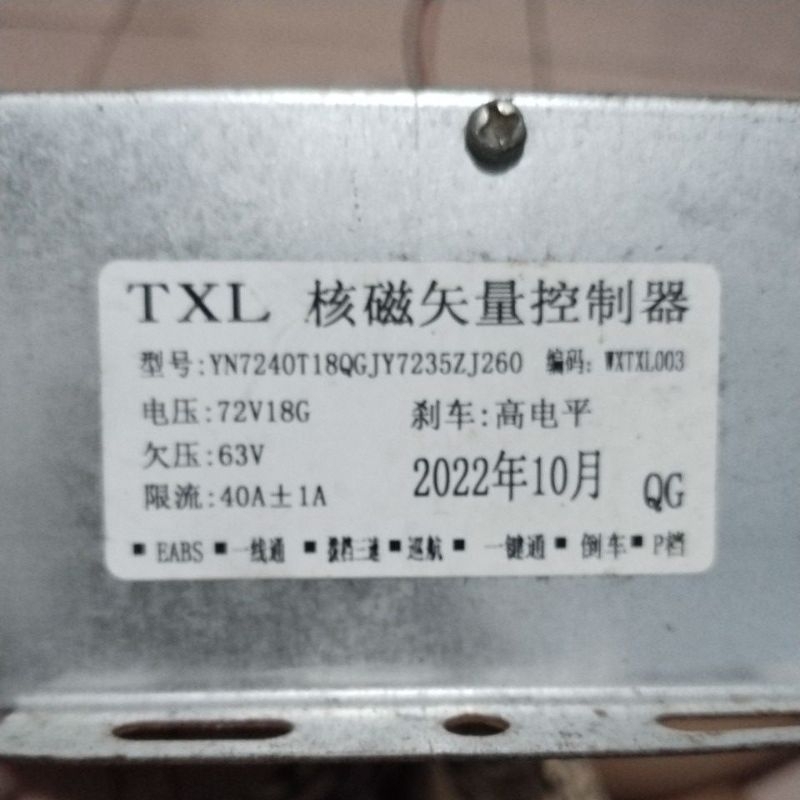 TXL 核磁矢量控制器
型号:YN7240T18QGJY7235ZJ260 编码: WXTXL003
电压:72V18G 刹车:高电平
欠压:63V
限流:40A±1A 2022年10月 QG
■ EABS ■ 一线通 ■ 拨档三速 ■ 巡航 ■ 一键通 ■ 倒车 ■ P档